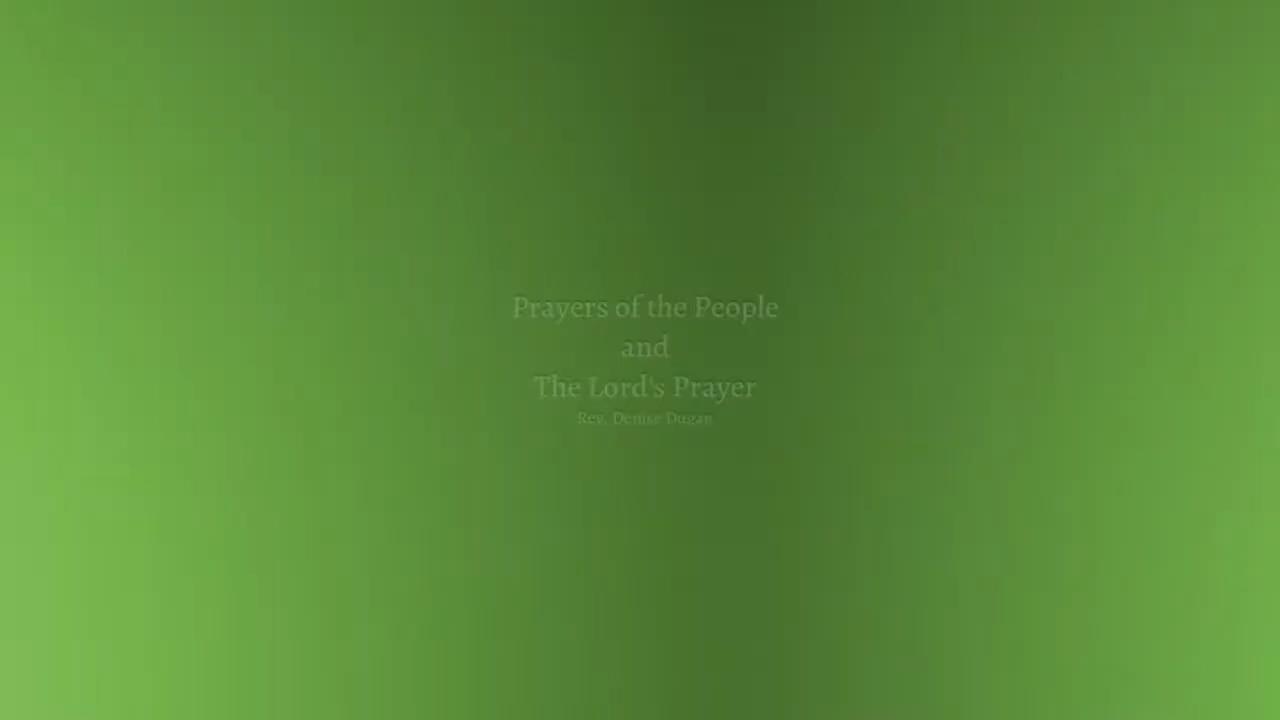 Prayers of the People
and
The Lord's Prayer
Rev. Denise Dugan